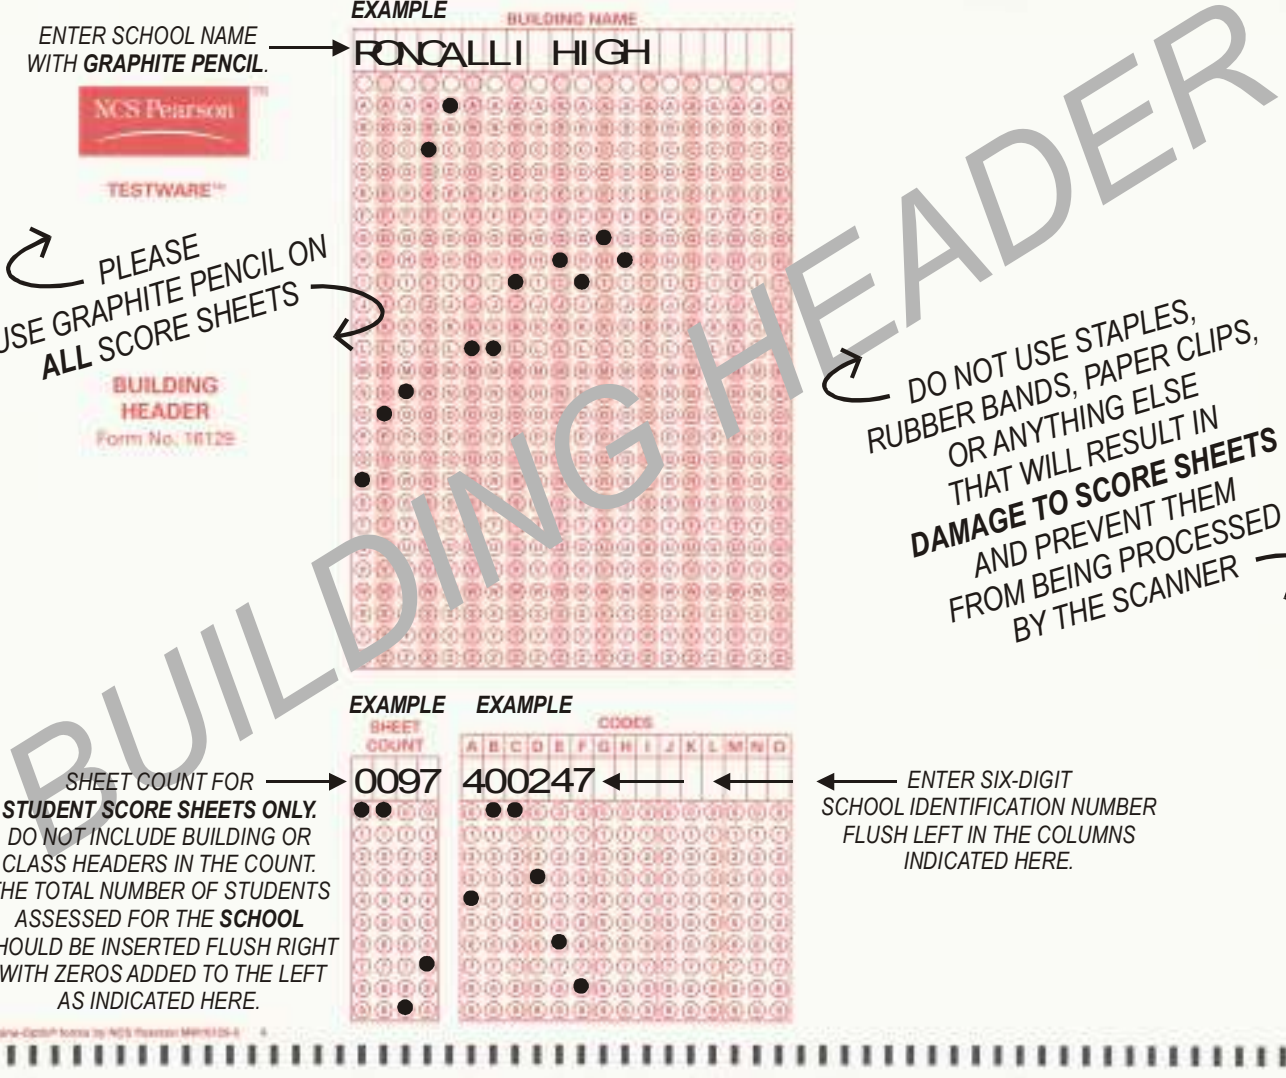 EXAMPLE
BUILDING NAME
ENTER SCHOOL NAME
WITH GRAPHITE PENCIL.
RONCALLI HIGH
NCS Pearson
TESTWARE™
PLEASE
USE GRAPHITE PENCIL ON
ALL SCORE SHEETS
BUILDING
HEADER
Form No. 16129
BUILDING HEADER
DO NOT USE STAPLES,
RUBBER BANDS, PAPER CLIPS,
OR ANYTHING ELSE
THAT WILL RESULT IN
DAMAGE TO SCORE SHEETS
AND PREVENT THEM
FROM BEING PROCESSED
BY THE SCANNER
EXAMPLE EXAMPLE
SHEET
COUNT
CODES
A B C D E F G H I J K L M N O
0097 400247
SHEET COUNT FOR
STUDENT SCORE SHEETS ONLY.
DO NOT INCLUDE BUILDING OR
CLASS HEADERS IN THE COUNT.
THE TOTAL NUMBER OF STUDENTS
ASSESSED FOR THE SCHOOL
SHOULD BE INSERTED FLUSH RIGHT
WITH ZEROS ADDED TO THE LEFT
AS INDICATED HERE.
ENTER SIX-DIGIT
SCHOOL IDENTIFICATION NUMBER
FLUSH LEFT IN THE COLUMNS
INDICATED HERE.
forms by NCS Pearson